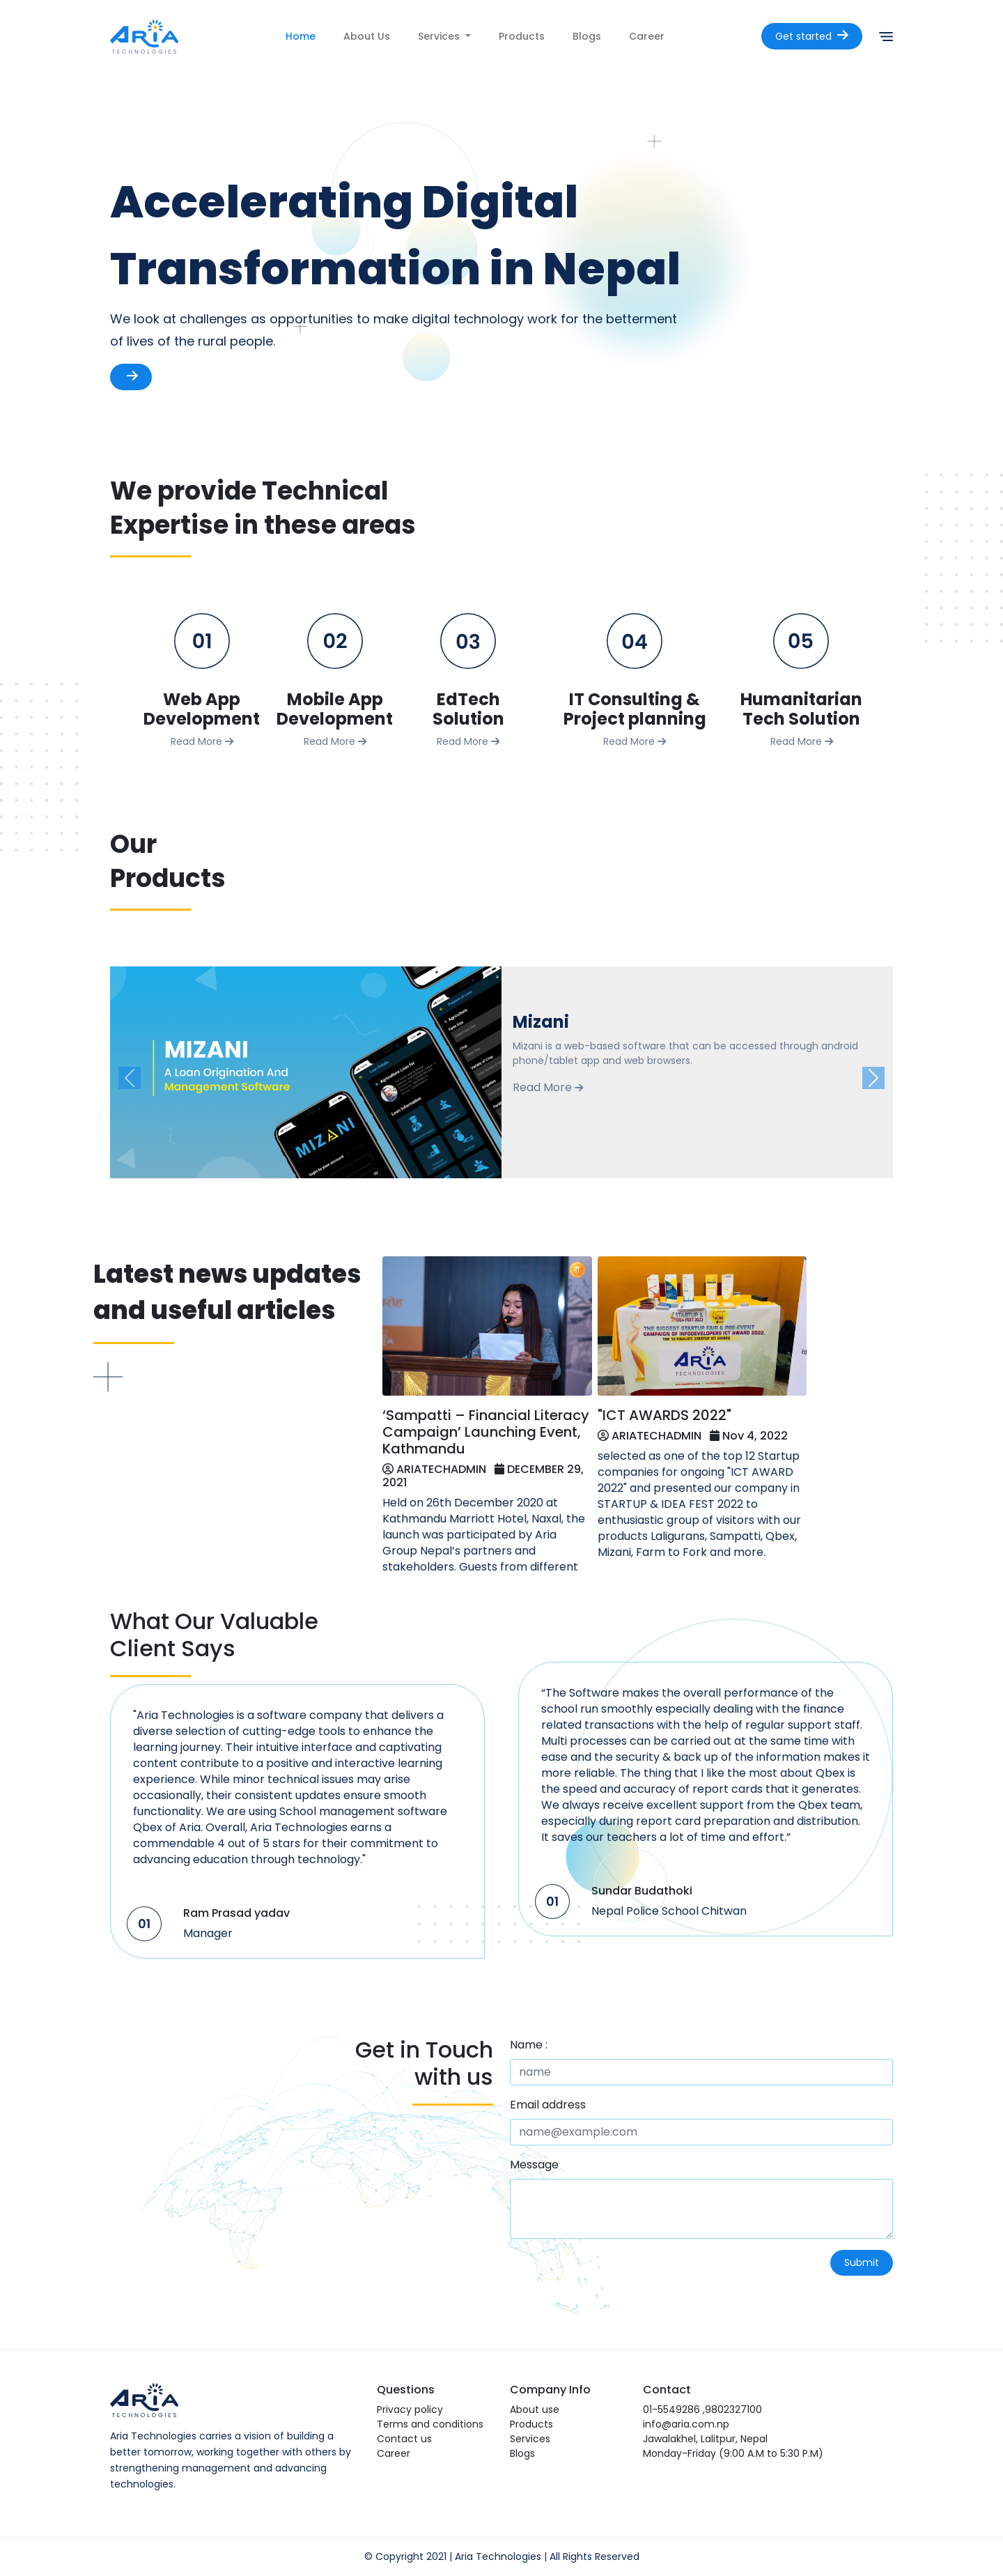 ARIA
TECHNOLOGIES
Home
About Us
Services
Products
Blogs
Career
Get started
Accelerating Digital
Transformation in Nepal
We look at challenges as opportunities to make digital technology work for the betterment
of lives of the rural people.
We provide Technical
Expertise in these areas
01
Web App
Development
Read More
02
Mobile App
Development
Read More
03
EdTech
Solution
Read More
04
IT Consulting &
Project planning
Read More
05
Humanitarian
Tech Solution
Read More
Our
Products
MIZANI
A Loan Origination And
Management Software
Mizani
Mizani is a web-based software that can be accessed through android
phone/tablet app and web browsers.
Read More
Latest news updates
and useful articles
‘Sampatti – Financial Literacy
Campaign’ Launching Event,
Kathmandu
ARIATECHADMIN DECEMBER 29,
2021
Held on 26th December 2020 at
Kathmandu Marriott Hotel, Naxal, the
launch was participated by Aria
Group Nepal’s partners and
stakeholders. Guests from different
STARTUP &
IDEA FEST 2023
THE BIGGEST STARTUP FAIR & PRE-EVENT
CAMPAIGN OF INFODEVELOPERS ICT AWARD 2022.
ARIA
TECHNOLOGIES
"ICT AWARDS 2022"
ARIATECHADMIN Nov 4, 2022
selected as one of the top 12 Startup
companies for ongoing "ICT AWARD
2022" and presented our company in
STARTUP & IDEA FEST 2022 to
enthusiastic group of visitors with our
products Laligurans, Sampatti, Qbex,
Mizani, Farm to Fork and more.
What Our Valuable
Client Says
"Aria Technologies is a software company that delivers a
diverse selection of cutting-edge tools to enhance the
learning journey. Their intuitive interface and captivating
content contribute to a positive and interactive learning
experience. While minor technical issues may arise
occasionally, their consistent updates ensure smooth
functionality. We are using School management software
Qbex of Aria. Overall, Aria Technologies earns a
commendable 4 out of 5 stars for their commitment to
advancing education through technology."
01
Ram Prasad yadav
Manager
“The Software makes the overall performance of the
school run smoothly especially dealing with the finance
related transactions with the help of regular support staff.
Multi processes can be carried out at the same time with
ease and the security & back up of the information makes it
more reliable. The thing that I like the most about Qbex is
the speed and accuracy of report cards that it generates.
We always receive excellent support from the Qbex team,
especially during report card preparation and distribution.
It saves our teachers a lot of time and effort.”
01
Sundar Budathoki
Nepal Police School Chitwan
Get in Touch
with us
Name :
name
Email address
name@example.com
Message
Submit
ARIA
TECHNOLOGIES
Aria Technologies carries a vision of building a
better tomorrow, working together with others by
strengthening management and advancing
technologies.
Questions
Privacy policy
Terms and conditions
Contact us
Career
Company Info
About use
Products
Services
Blogs
Contact
01-5549286 ,9802327100
info@aria.com.np
Jawalakhel, Lalitpur, Nepal
Monday-Friday (9:00 A.M to 5:30 P.M)
© Copyright 2021 | Aria Technologies | All Rights Reserved